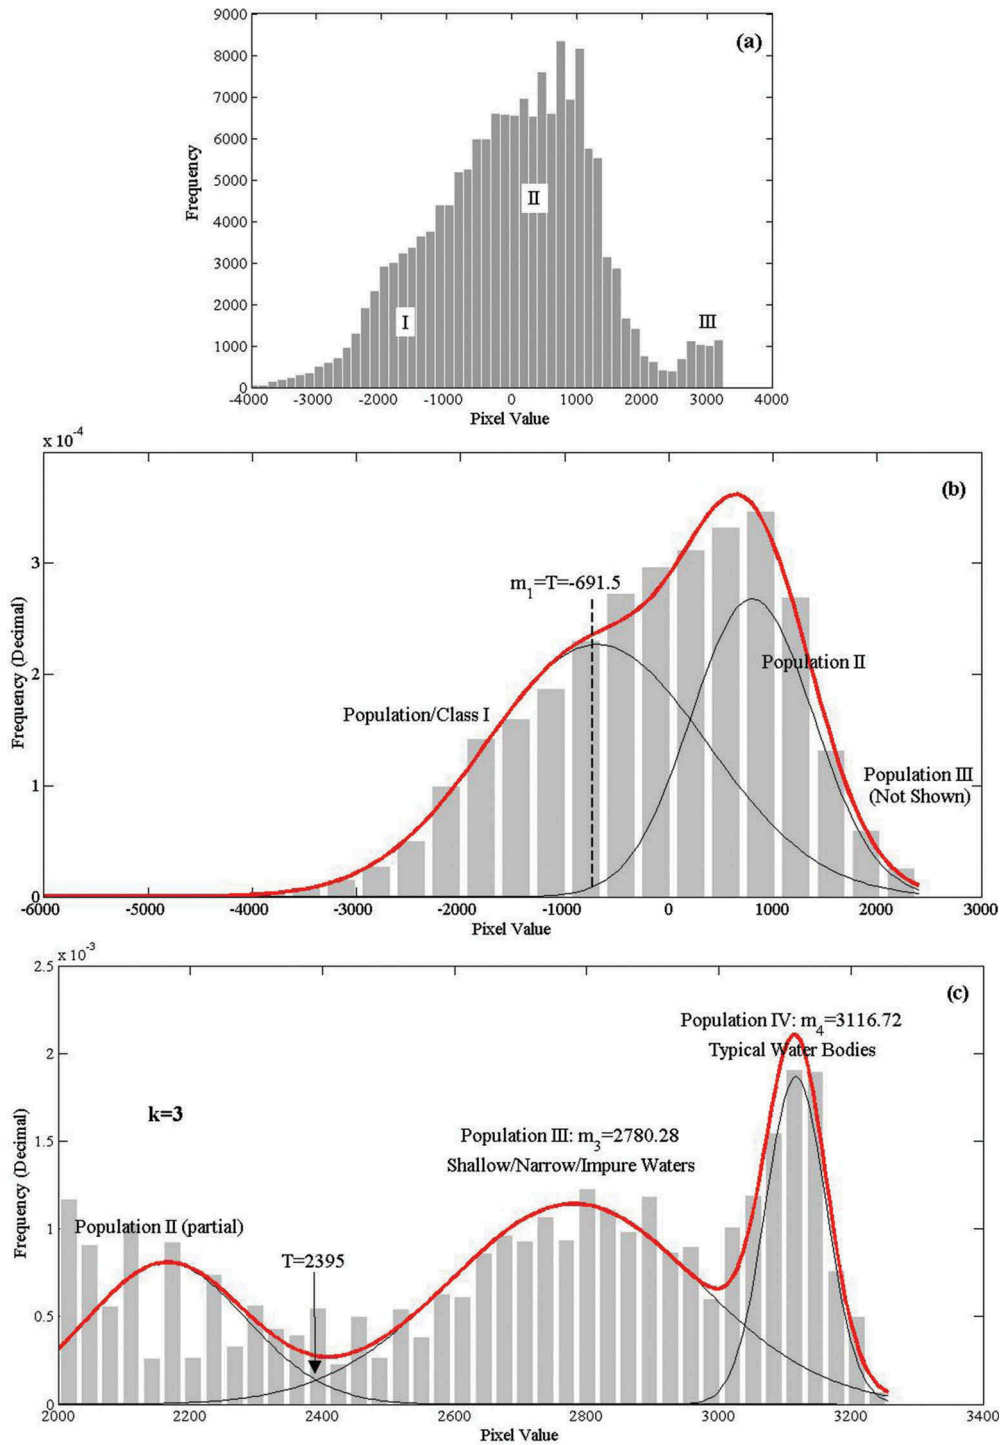 (a)
9000
8000
7000
6000
5000
4000
3000
2000
1000
0
Frequency
I
II
III
-4000 -3000 -2000 -1000 0 1000 2000 3000 4000
Pixel Value
x 10-4
(b)
3
2
1
0
Frequency (Decimal)
m1=T=-691.5
Population II
Population/Class I
Population III
(Not Shown)
-6000 -5000 -4000 -3000 -2000 -1000 0 1000 2000 3000
Pixel Value
x 10-3
(c)
2.5
2
1.5
1
0.5
0
Frequency (Decimal)
Population IV: m4=3116.72
Typical Water Bodies
k=3
Population III: m3=2780.28
Shallow/Narrow/Impure Waters
Population II (partial)
T=2395
2000 2200 2400 2600 2800 3000 3200 3400
Pixel Value